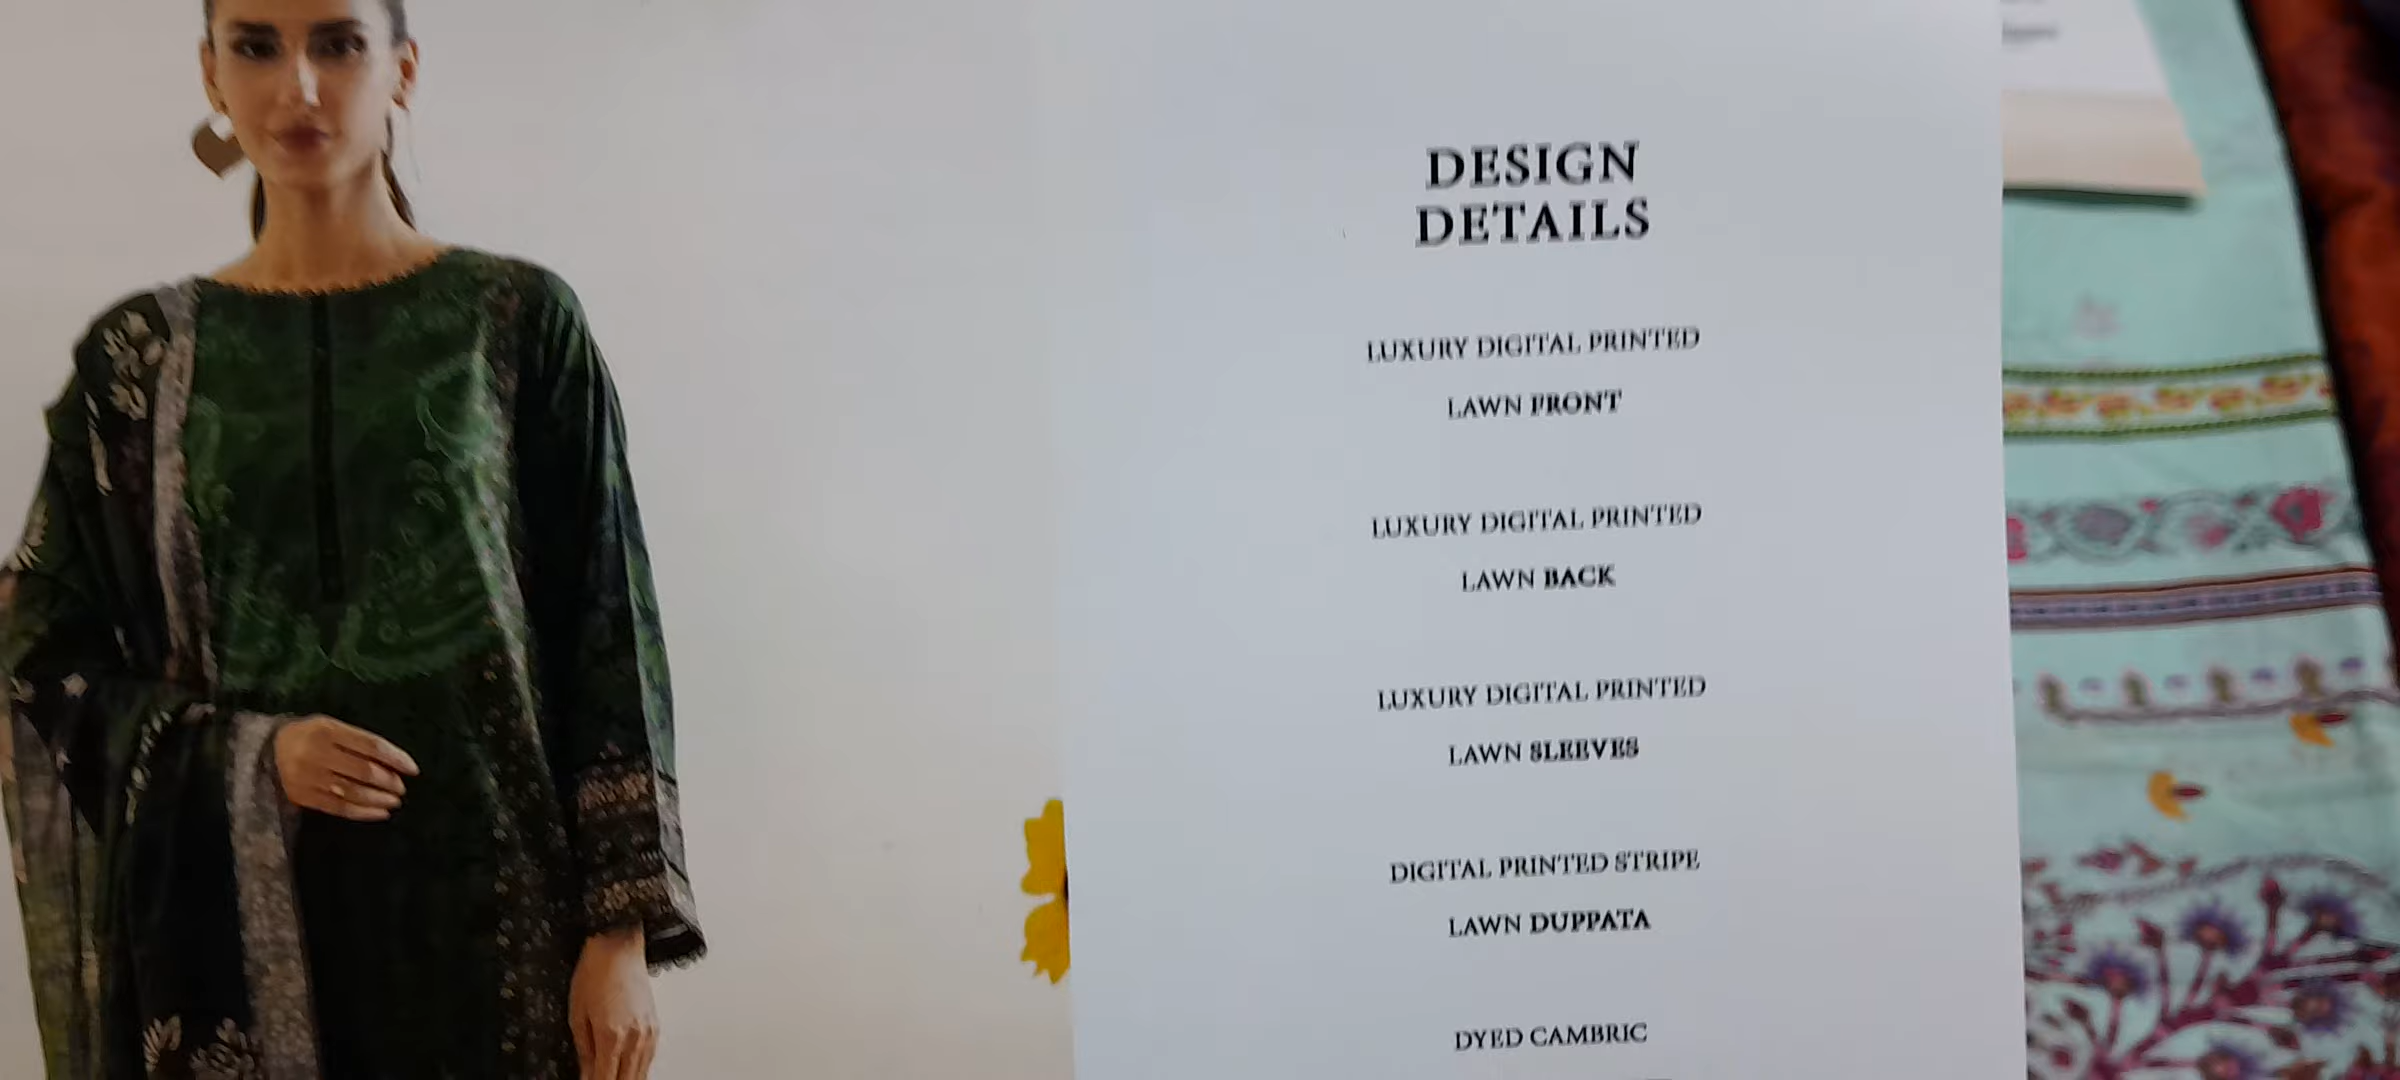 DESIGN
DETAILS
LUXURY DIGITAL PRINTED
LAWN FRONT
LUXURY DIGITAL PRINTED
LAWN BACK
LUXURY DIGITAL PRINTED
LAWN SLEEVES
DIGITAL PRINTED STRIPE
LAWN DUPPATA
DYED CAMBRIC